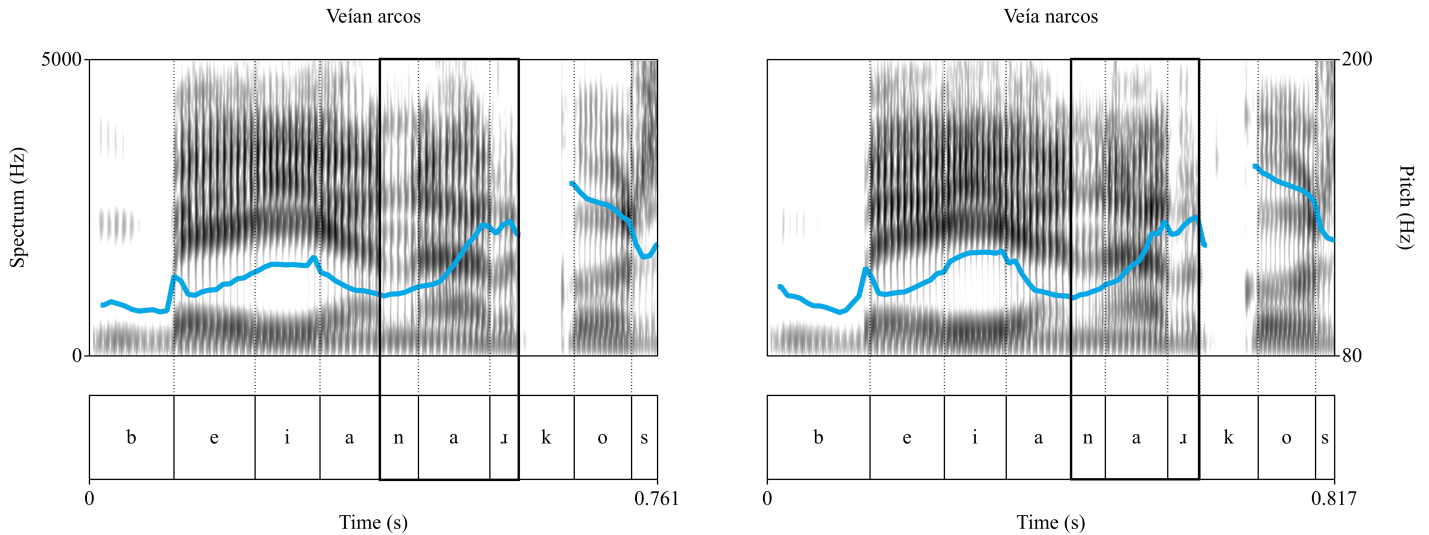 Veían arcos
Veía narcos
5000
0
Spectrum (Hz)
200
80
Pitch (Hz)
b e i a n a ɹ k o s
b e i a n a ɹ k o s
0 0.761
Time (s)
0 0.817
Time (s)